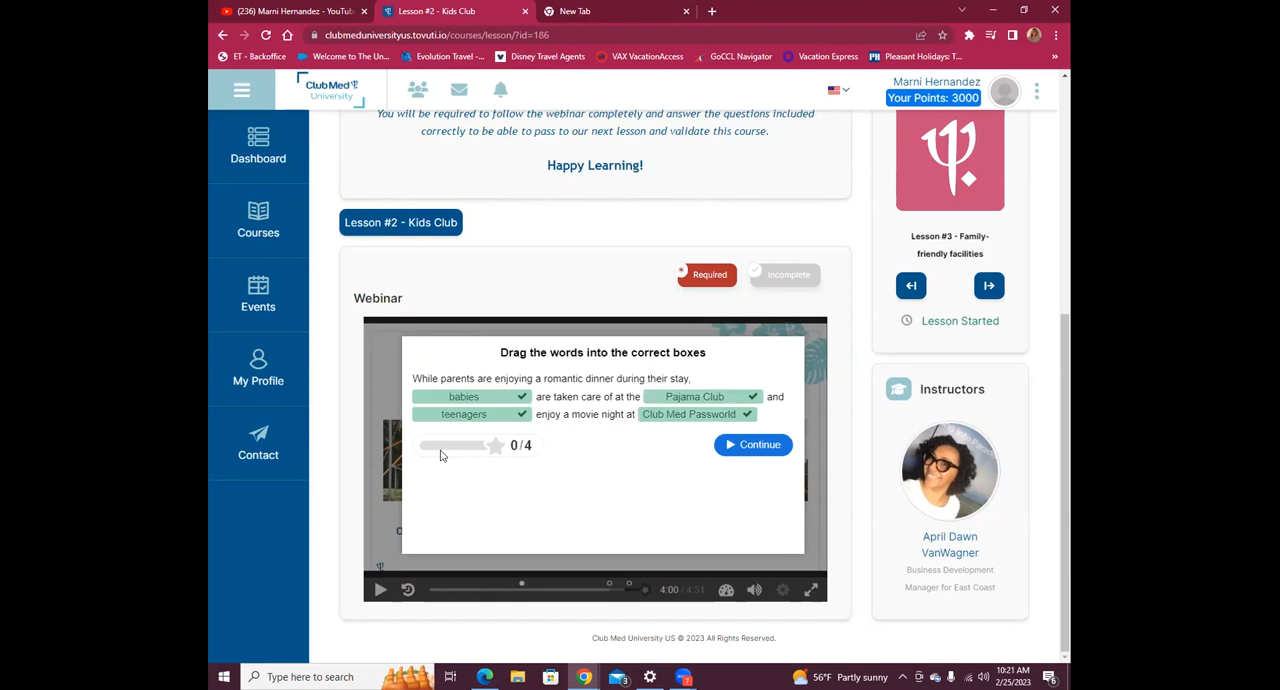 (236) Marni Hernandez - YouTub
Lesson #2 - Kids Club
New Tab
clubmeduniversityus.tovuti.io/courses/lesson/?id=186
ET - Backoffice
Welcome to The Un...
Evolution Travel -...
Disney Travel Agents
VAX VacationAccess
GoCCL Navigator
Vacation Express
Pleasant Holidays: T...
Club Med
University
Marni Hernandez
Your Points: 3000
Dashboard
Courses
Events
My Profile
Contact
You will be required to follow the webinar completely and answer the questions included
correctly to be able to pass to our next lesson and validate this course.
Happy Learning!
Lesson #2 - Kids Club
* Required
Incomplete
Webinar
Drag the words into the correct boxes
While parents are enjoying a romantic dinner during their stay,
babies are taken care of at the Pajama Club and
teenagers enjoy a movie night at Club Med Passworld
0/4
Continue
4:00 / 4:31
Lesson #3 - Family-
friendly facilities
Lesson Started
Instructors
April Dawn
VanWagner
Business Development
Manager for East Coast
Club Med University US © 2023 All Rights Reserved.
Type here to search
56°F Partly sunny
10:21 AM
2/25/2023